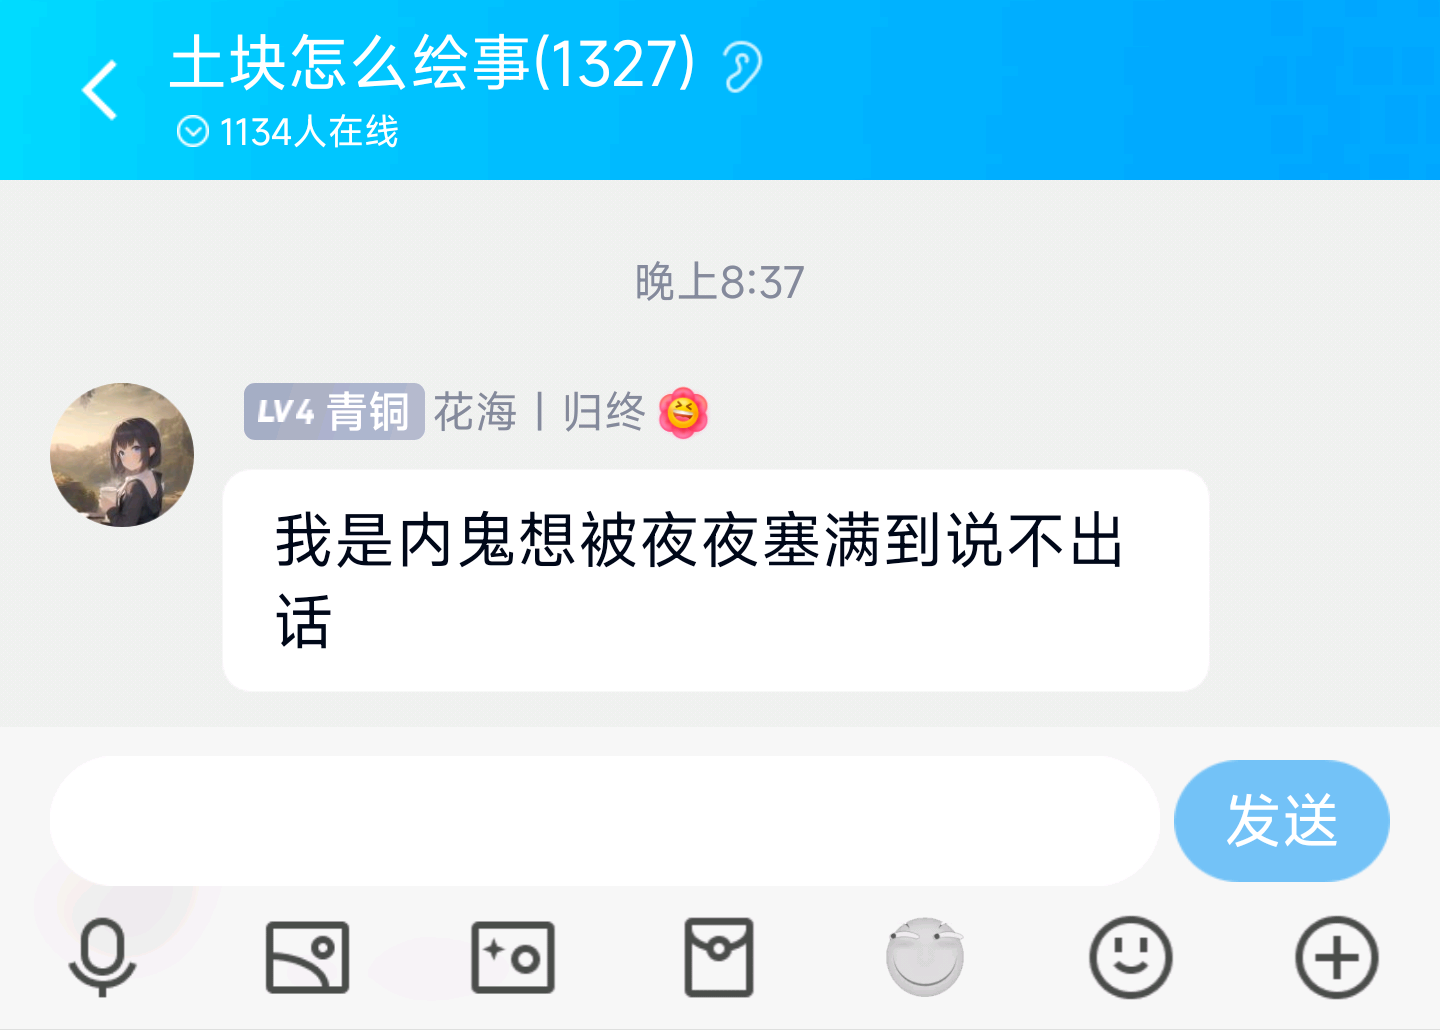 土块怎么绘事(1327)
1134人在线
晚上8:37
LV4 青铜 花海丨归终
我是内鬼想被夜夜塞满到说不出
话
发送